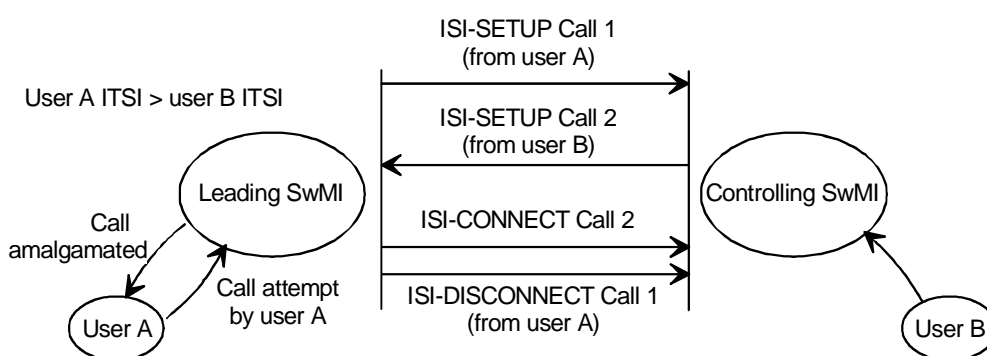 ISI-SETUP Call 1
(from user A)
User A ITSI > user B ITSI
ISI-SETUP Call 2
(from user B)
Leading SwMI
Controlling SwMI
Call
amalgamated
ISI-CONNECT Call 2
Call attempt
by user A
ISI-DISCONNECT Call 1
(from user A)
User A
User B